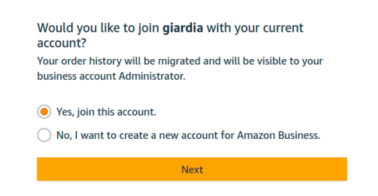 Would you like to join giardia with your current
account?
Your order history will be migrated and will be visible to your
business account Administrator.
Yes, join this account.
No, I want to create a new account for Amazon Business.
Next